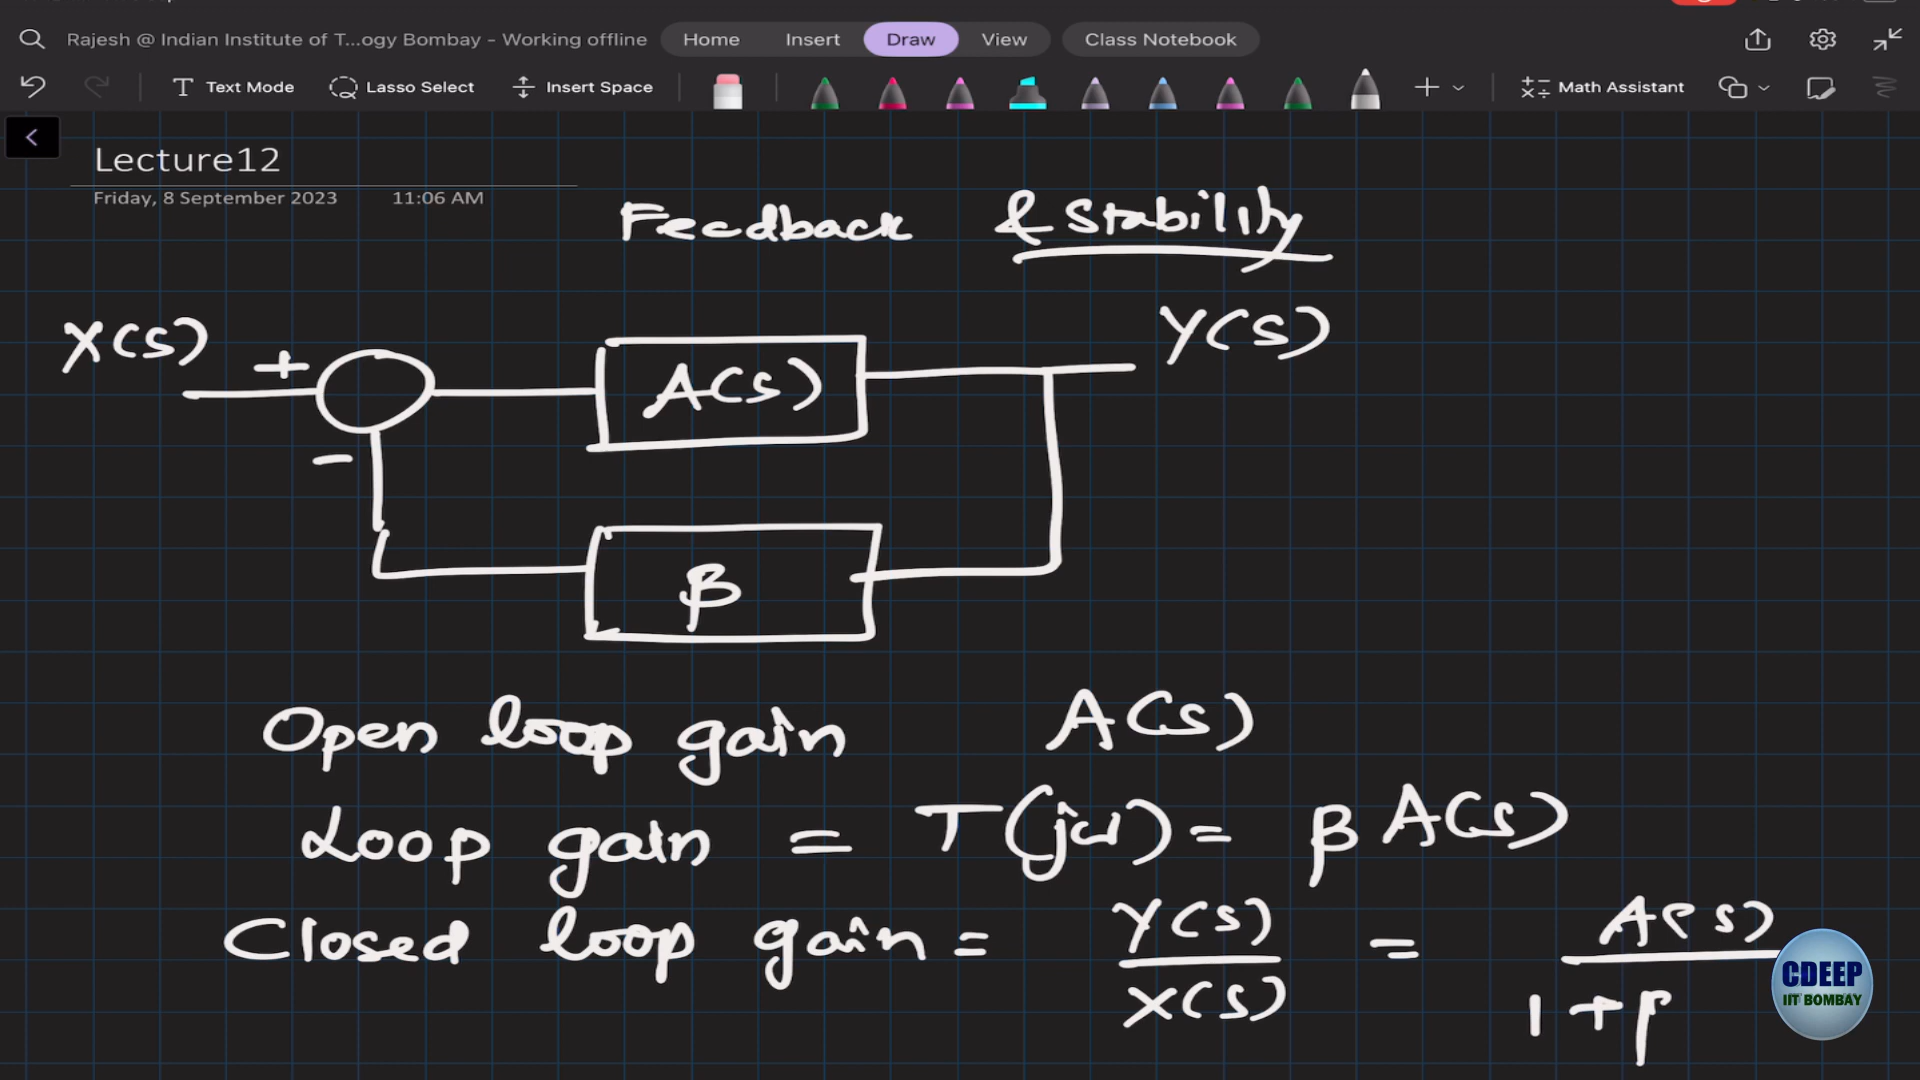 Rajesh @ Indian Institute of T...ogy Bombay - Working offline Home Insert Draw View Class Notebook
Text Mode Lasso Select Insert Space Math Assistant
Lecture12
Friday, 8 September 2023 11:06 AM
Feedback & Stability
X(s) + A(s) Y(s)
-
β
Open loop gain A(s)
Loop gain = T(jω) = β A(s)
Closed loop gain = Y(s) / X(s) = A(s) / 1 + β
CDEEP
IIT BOMBAY